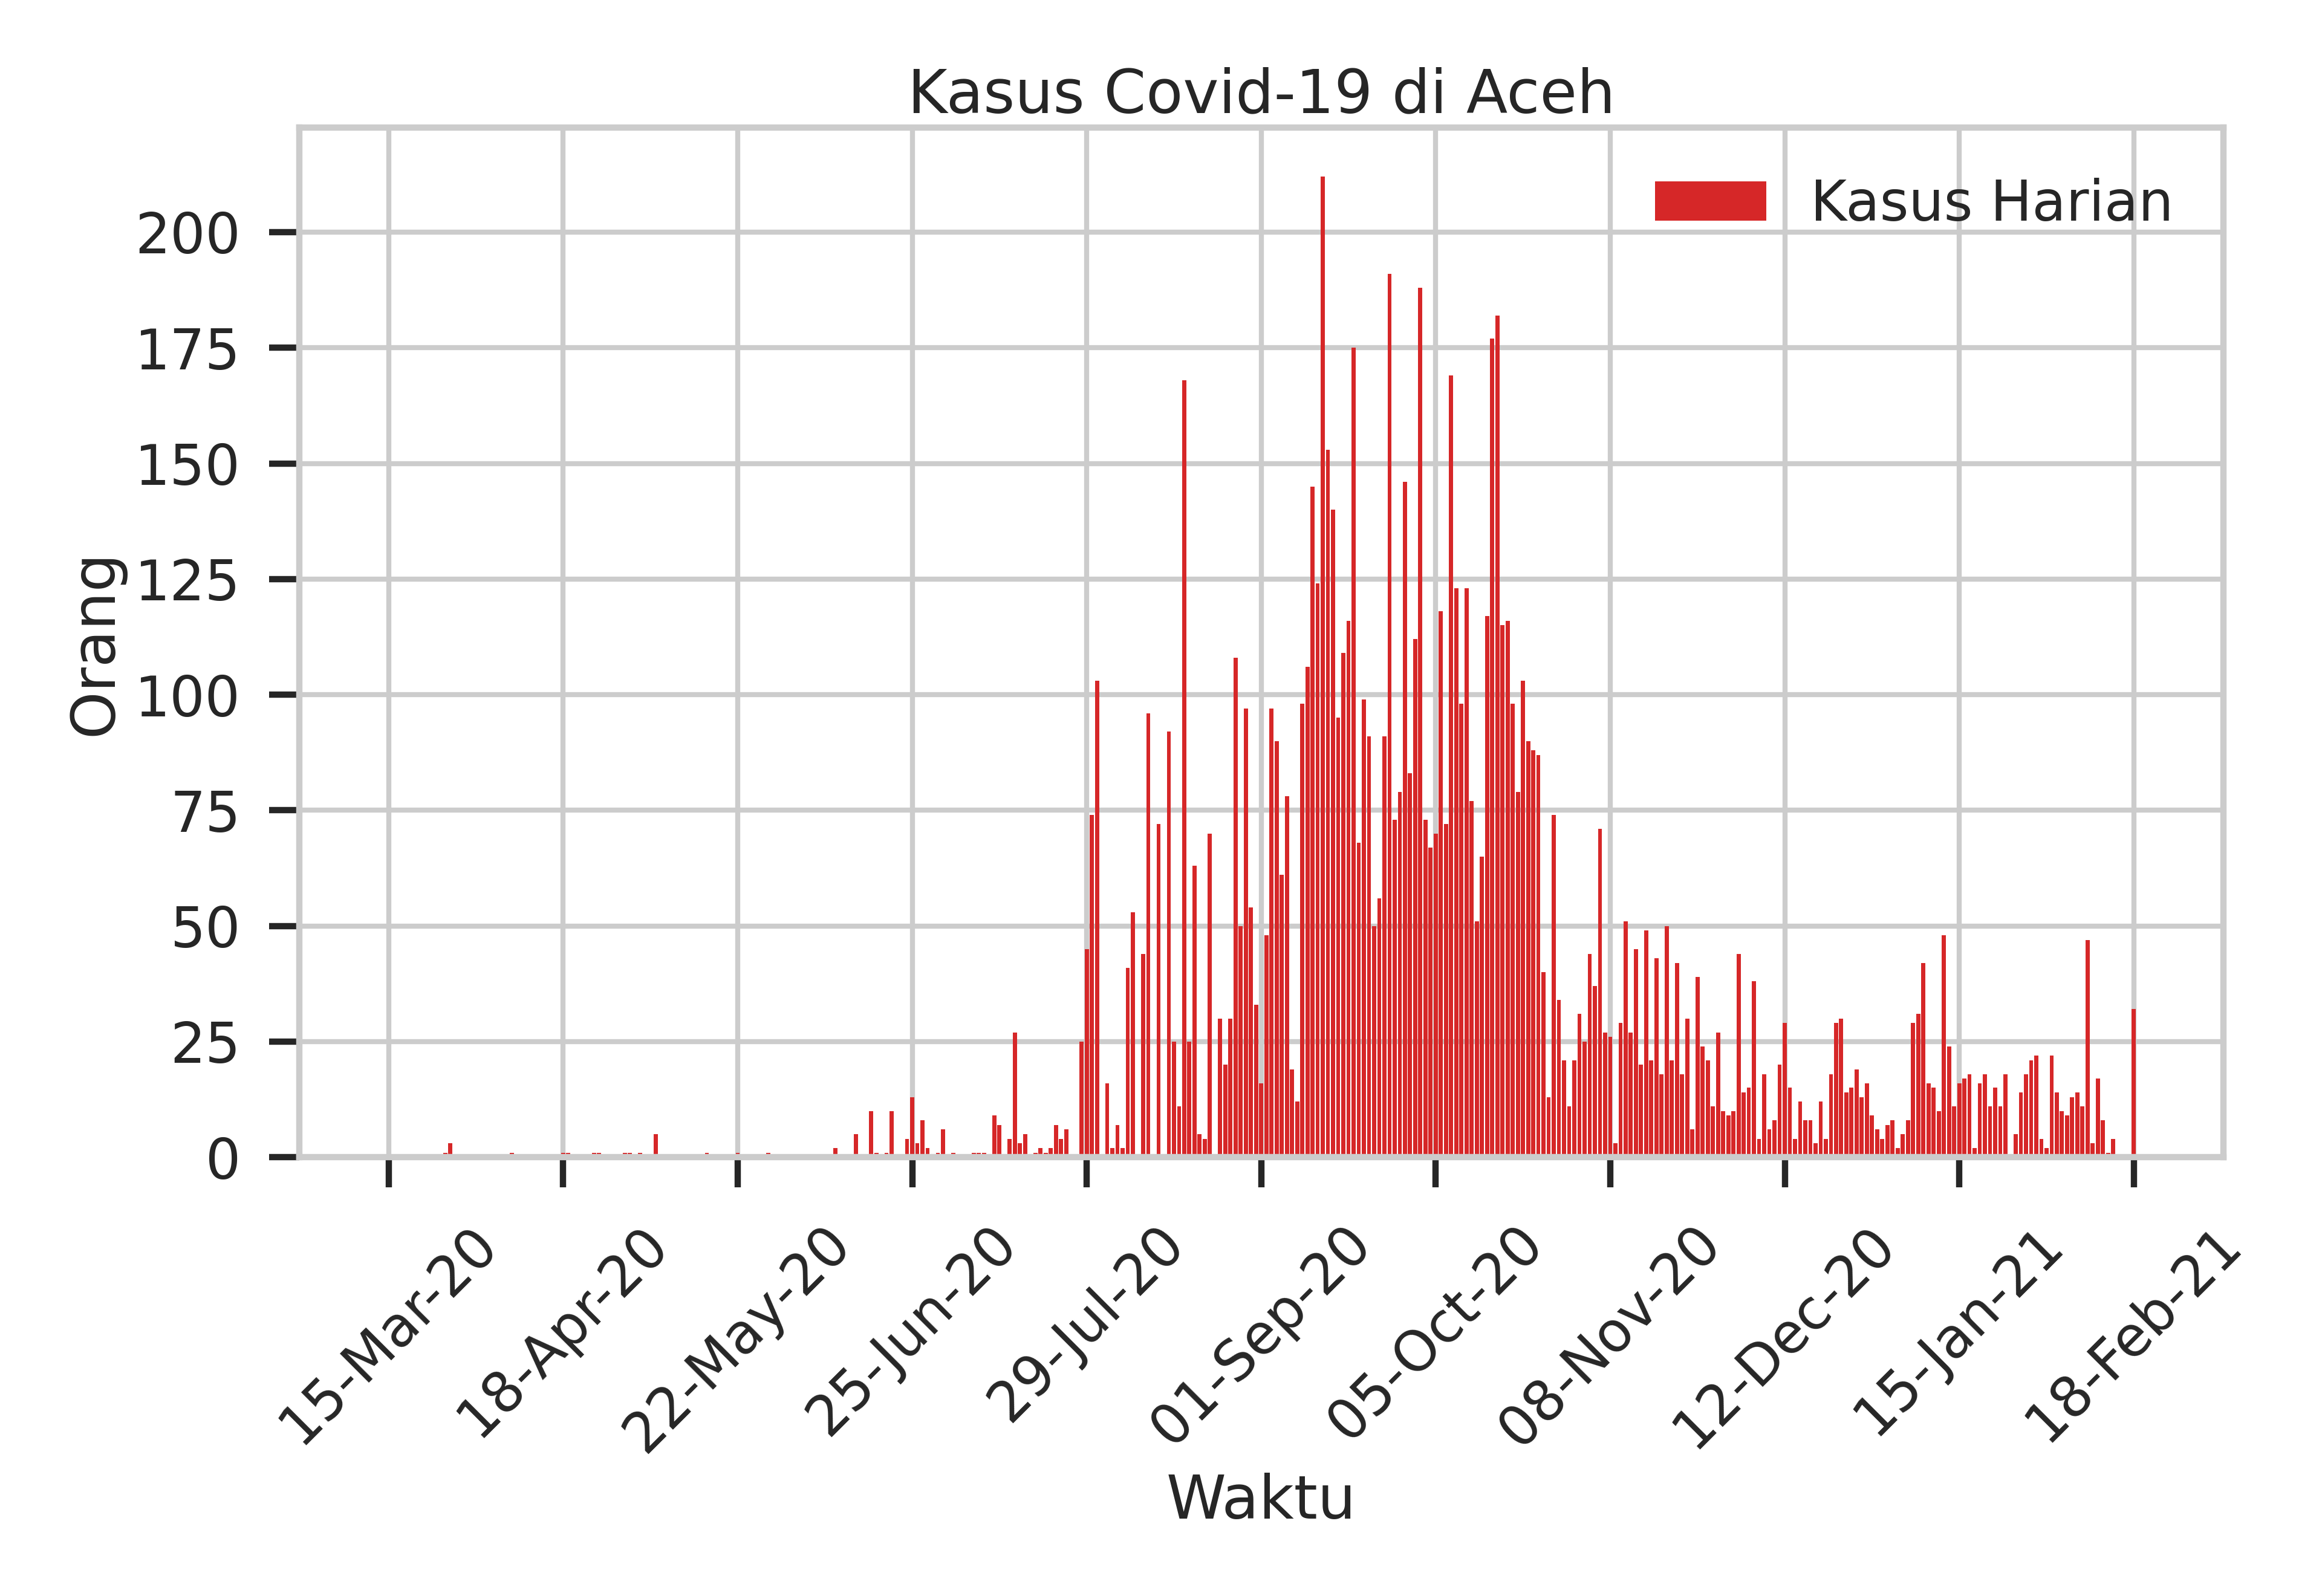 Kasus Covid-19 di Aceh
Kasus Harian
Orang
200
175
150
125
100
75
50
25
0
15-Mar-20
18-Apr-20
22-May-20
25-Jun-20
29-Jul-20
01-Sep-20
05-Oct-20
08-Nov-20
12-Dec-20
15-Jan-21
18-Feb-21
Waktu